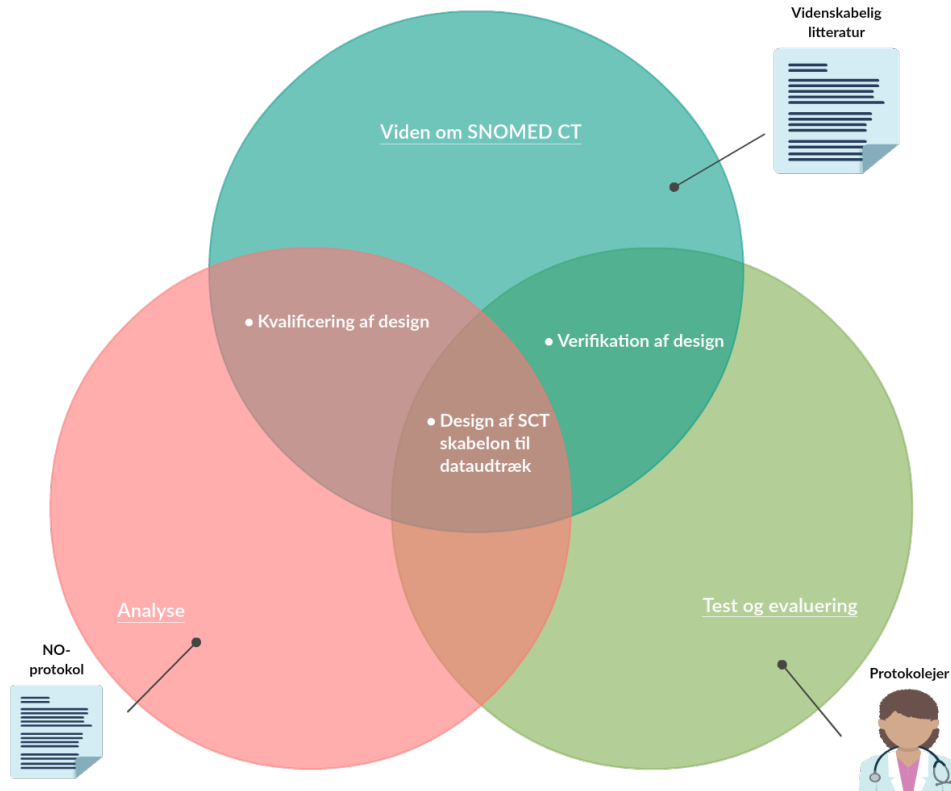 Videnskabelig
litteratur
Viden om SNOMED CT
• Kvalificering af design
• Verifikation af design
• Design af SCT
skabelon til
dataudtræk
Analyse
Test og evaluering
NO-
protokol
Protokolejer